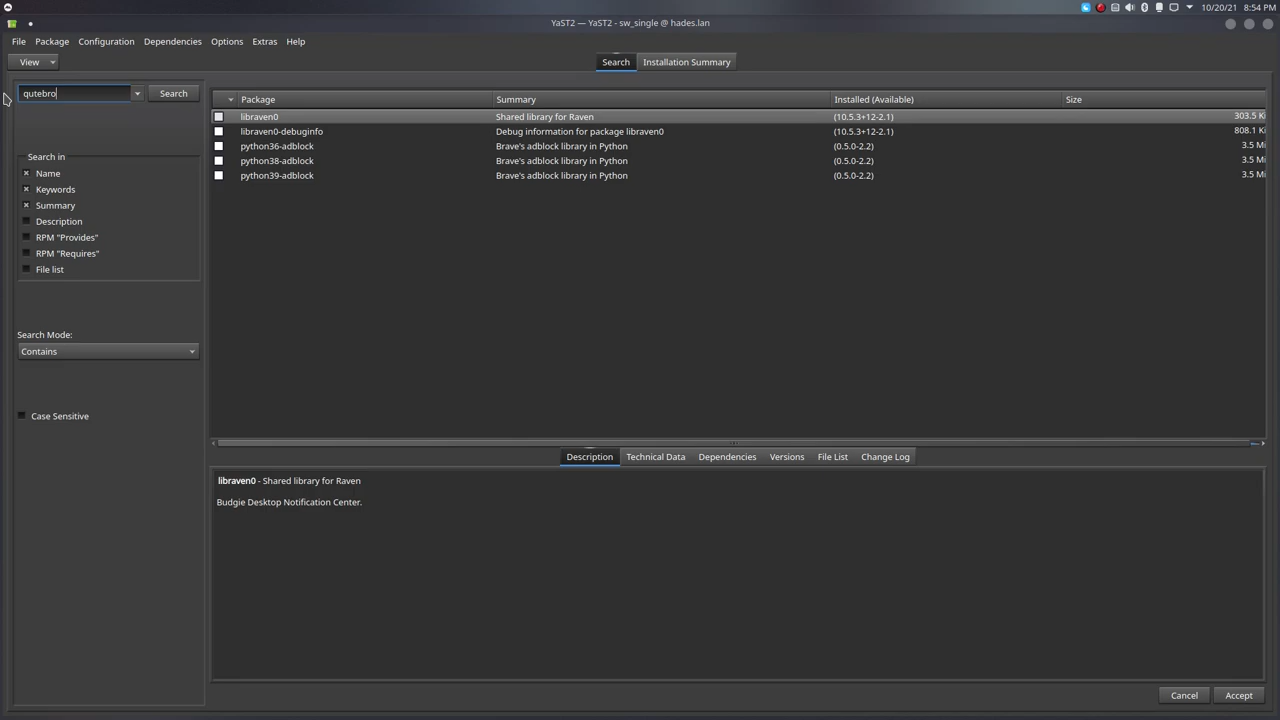 10/20/21 8:54 PM
YaST2 — YaST2 - sw_single @ hades.lan
File Package Configuration Dependencies Options Extras Help
View
Search Installation Summary
qutebro Search
Package Summary Installed (Available) Size
libraven0 Shared library for Raven (10.5.3+12-2.1) 303.5 Ki
libraven0-debuginfo Debug information for package libraven0 (10.5.3+12-2.1) 808.1 Ki
python36-adblock Brave's adblock library in Python (0.5.0-2.2) 3.5 Mi
python38-adblock Brave's adblock library in Python (0.5.0-2.2) 3.5 Mi
python39-adblock Brave's adblock library in Python (0.5.0-2.2) 3.5 Mi
Search in
Name
Keywords
Summary
Description
RPM "Provides"
RPM "Requires"
File list
Search Mode:
Contains
Case Sensitive
Description Technical Data Dependencies Versions File List Change Log
libraven0 - Shared library for Raven
Budgie Desktop Notification Center.
Cancel Accept